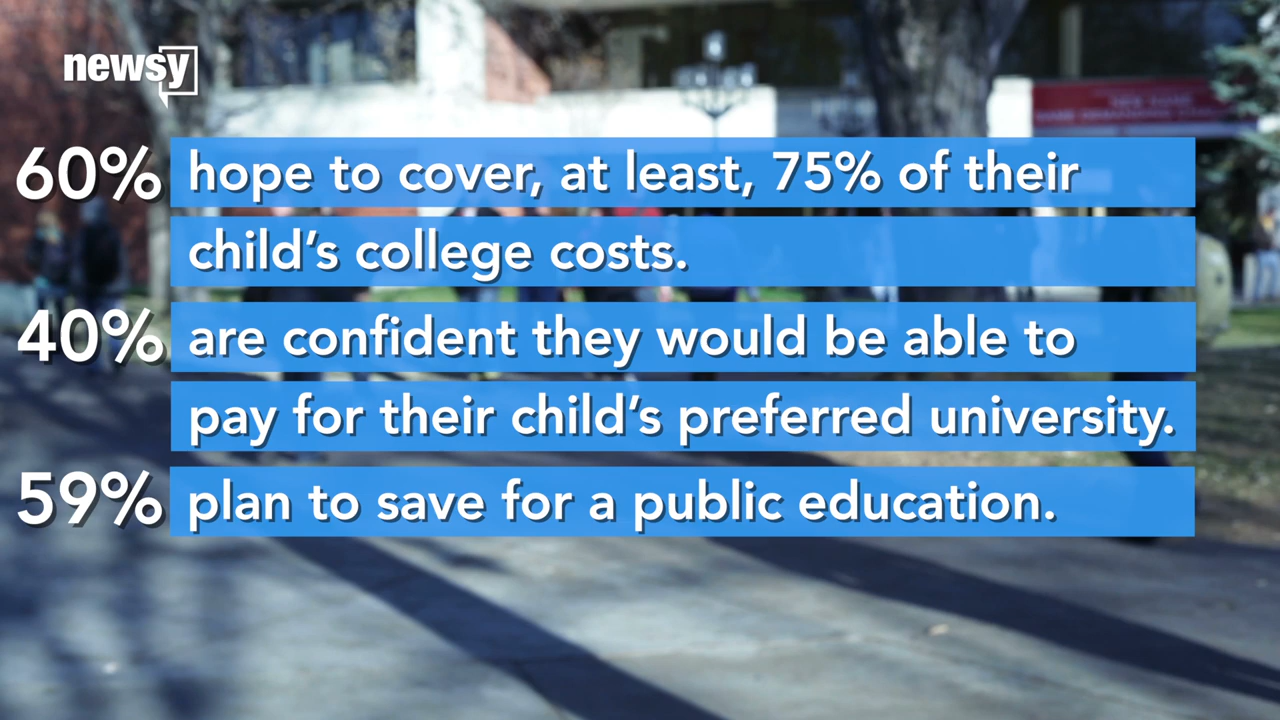 newsy
60% hope to cover, at least, 75% of their
child's college costs.
40% are confident they would be able to
pay for their child's preferred university.
59% plan to save for a public education.